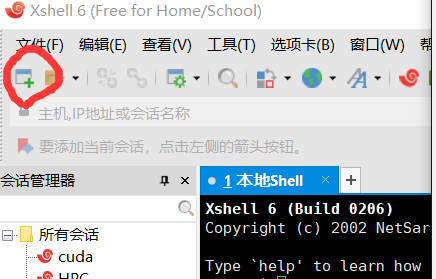 Xshell 6 (Free for Home/School)
文件(F) 编辑(E) 查看(V) 工具(T) 选项卡(B) 窗口(W) 帮
主机,IP地址或会话名称
要添加当前会话，点击左侧的箭头按钮。
会话管理器
1 本地Shell
所有会话
cuda
HPC
Xshell 6 (Build 0206)
Copyright (c) 2002 NetSar
Type `help' to learn how